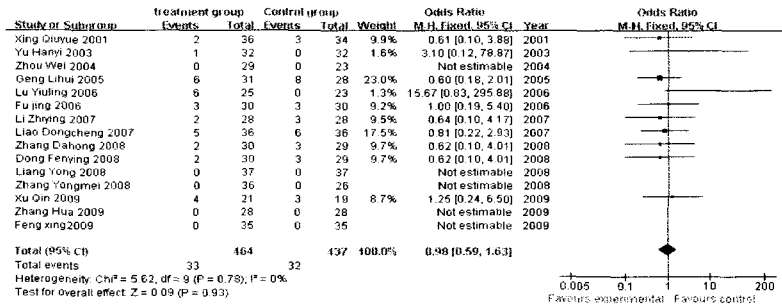 treatment group Control group Odds Ratio Odds Ratio
Study or Subgroup Events Total Events Total Weight M-H, Fixed, 95% CI Year M-H, Fixed, 95% CI
Xing Qiuyue 2001 2 36 3 34 9.9% 0.61 [0.10, 3.88] 2001
Yu Hanyi 2003 1 32 0 32 1.6% 3.10 [0.12, 78.87] 2003
Zhou Wei 2004 0 29 0 23 Not estimable 2004
Geng Lihui 2005 6 31 8 28 23.0% 0.60 [0.18, 2.01] 2005
Lu Yiuling 2006 6 25 0 23 1.3% 15.67 [0.83, 295.88] 2006
Fu jing 2006 3 30 3 30 9.2% 1.00 [0.19, 5.40] 2006
Li Zhiying 2007 2 28 3 28 9.5% 0.64 [0.10, 4.17] 2007
Liao Dongcheng 2007 5 36 6 36 17.5% 0.81 [0.22, 2.93] 2007
Zhang Dahong 2008 2 30 3 29 9.7% 0.62 [0.10, 4.01] 2008
Dong Fenying 2008 2 30 3 29 9.7% 0.62 [0.10, 4.01] 2008
Liang Yong 2008 0 37 0 37 Not estimable 2008
Zhang Yongmei 2008 0 36 0 26 Not estimable 2008
Xu Qin 2009 4 21 3 19 8.7% 1.25 [0.24, 6.50] 2009
Zhang Hua 2009 0 28 0 28 Not estimable 2009
Feng xing2009 0 35 0 35 Not estimable 2009
Total (95% CI) 464 437 100.0% 0.98 [0.59, 1.63]
Total events 33 32
Heterogeneity: Chi² = 5.62, df = 9 (P = 0.78); I² = 0%
Test for overall effect: Z = 0.09 (P = 0.93)
0.005 0.1 1 10 200
Favours experimental Favours control